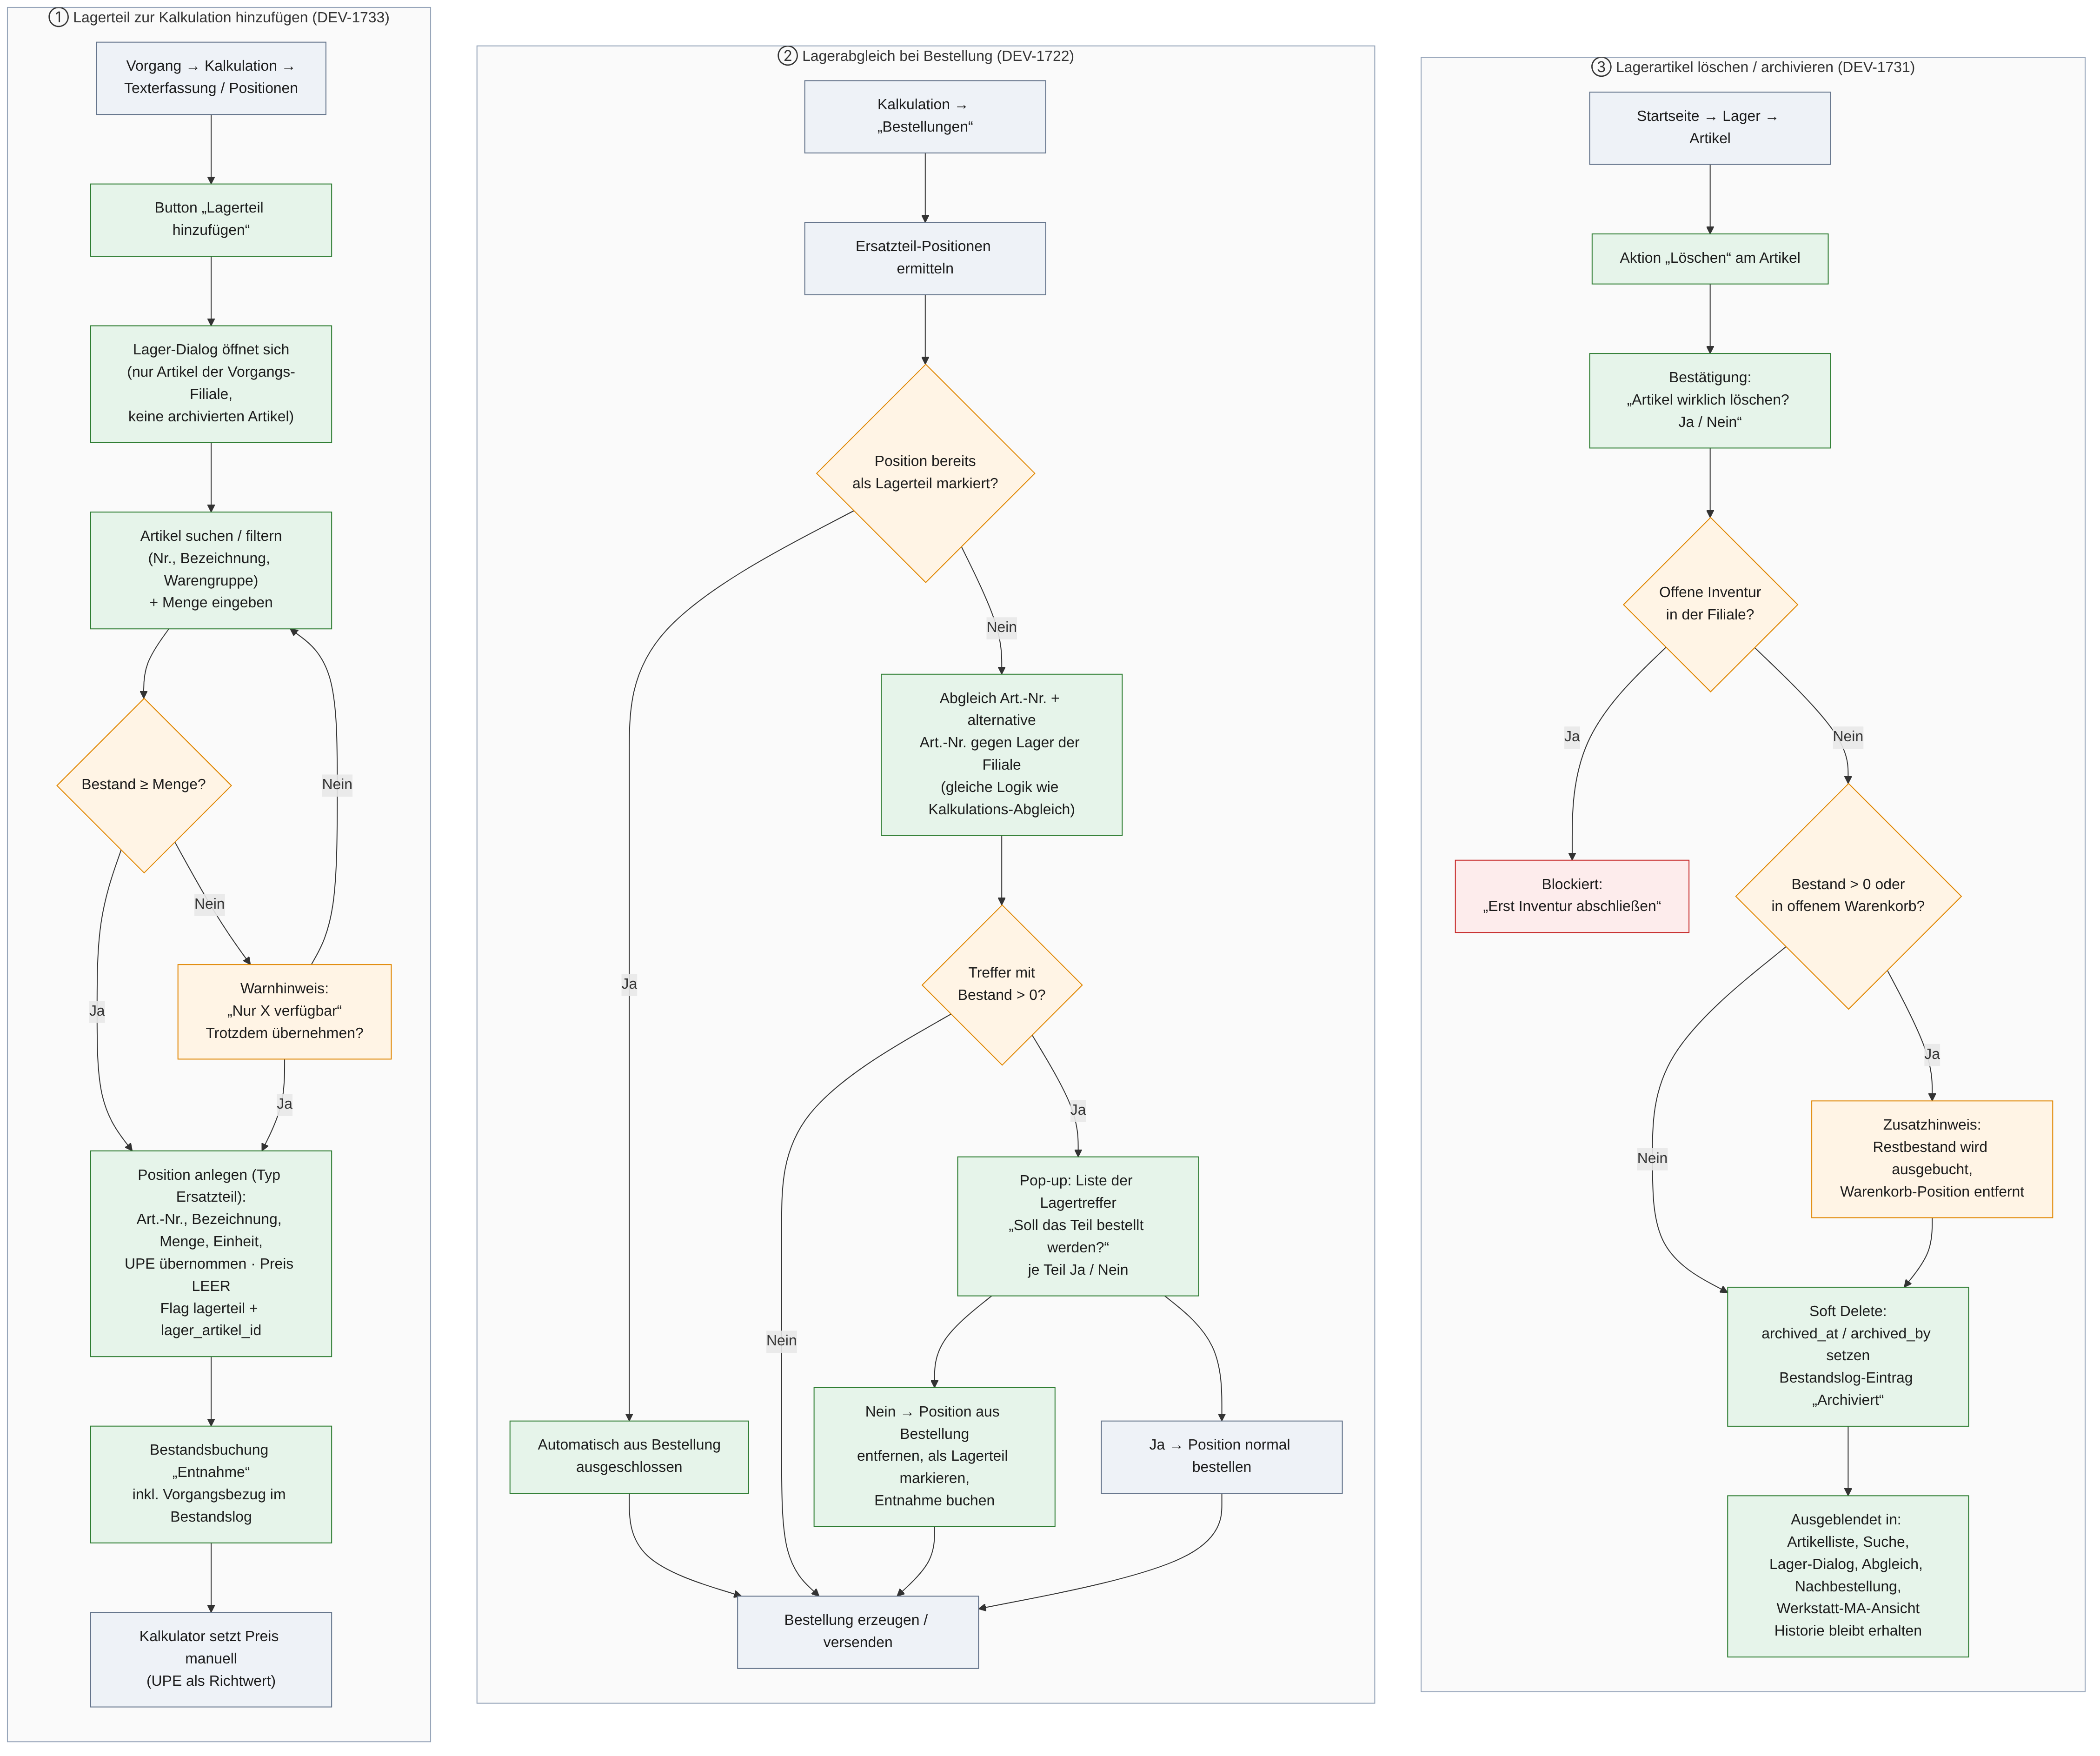 ① Lagerteil zur Kalkulation hinzufügen (DEV-1733)
Vorgang → Kalkulation →
Texterfassung / Positionen
Button „Lagerteil
hinzufügen“
Lager-Dialog öffnet sich
(nur Artikel der Vorgangs-
Filiale,
keine archivierten Artikel)
Artikel suchen / filtern
(Nr., Bezeichnung,
Warengruppe)
+ Menge eingeben
Bestand ≥ Menge?
Nein
Nein
Ja
Warnhinweis:
„Nur X verfügbar“
Trotzdem übernehmen?
Ja
Position anlegen (Typ
Ersatzteil):
Art.-Nr., Bezeichnung,
Menge, Einheit,
UPE übernommen · Preis
LEER
Flag lagerteil +
lager_artikel_id
Bestandsbuchung
„Entnahme“
inkl. Vorgangsbezug im
Bestandslog
Kalkulator setzt Preis
manuell
(UPE als Richtwert)
② Lagerabgleich bei Bestellung (DEV-1722)
Kalkulation →
„Bestellungen“
Ersatzteil-Positionen
ermitteln
Position bereits
als Lagerteil markiert?
Nein
Abgleich Art.-Nr. +
alternative
Art.-Nr. gegen Lager der
Filiale
(gleiche Logik wie
Kalkulations-Abgleich)
Ja
Treffer mit
Bestand > 0?
Ja
Pop-up: Liste der
Lagertreffer
„Soll das Teil bestellt
werden?“
je Teil Ja / Nein
Nein
Automatisch aus Bestellung
ausgeschlossen
Nein → Position aus
Bestellung
entfernen, als Lagerteil
markieren,
Entnahme buchen
Ja → Position normal
bestellen
Bestellung erzeugen /
versenden
③ Lagerartikel löschen / archivieren (DEV-1731)
Startseite → Lager →
Artikel
Aktion „Löschen“ am Artikel
Bestätigung:
„Artikel wirklich löschen?
Ja / Nein“
Offene Inventur
in der Filiale?
Ja
Nein
Blockiert:
„Erst Inventur abschließen“
Bestand > 0 oder
in offenem Warenkorb?
Ja
Nein
Zusatzhinweis:
Restbestand wird
ausgebucht,
Warenkorb-Position entfernt
Soft Delete:
archived_at / archived_by
setzen
Bestandslog-Eintrag
„Archiviert“
Ausgeblendet in:
Artikelliste, Suche,
Lager-Dialog, Abgleich,
Nachbestellung,
Werkstatt-MA-Ansicht
Historie bleibt erhalten